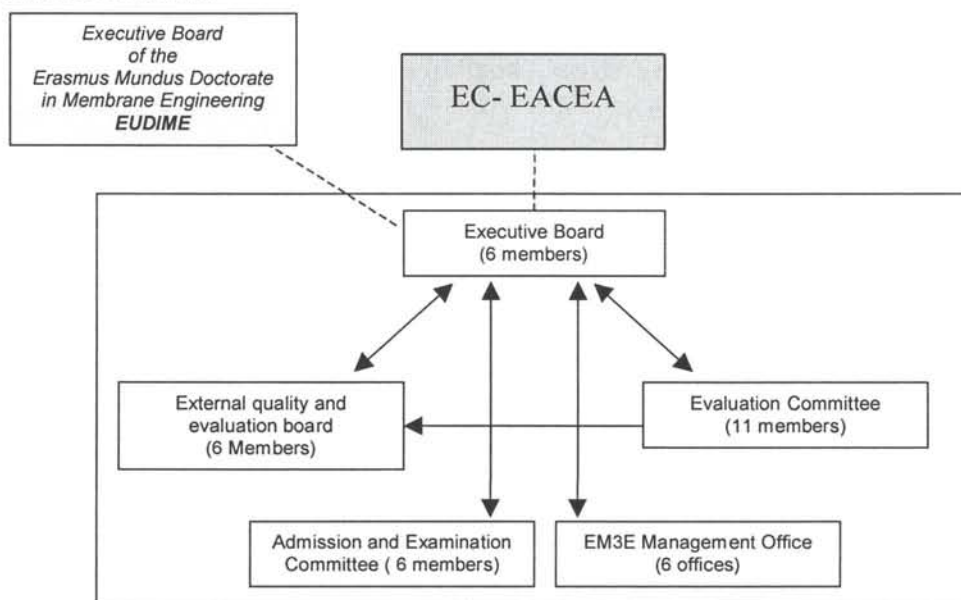 Executive Board
of the
Erasmus Mundus Doctorate
in Membrane Engineering
EUDIME
EC- EACEA
Executive Board
(6 members)
External quality and
evaluation board
(6 Members)
Evaluation Committee
(11 members)
Admission and Examination
Committee ( 6 members)
EM3E Management Office
(6 offices)